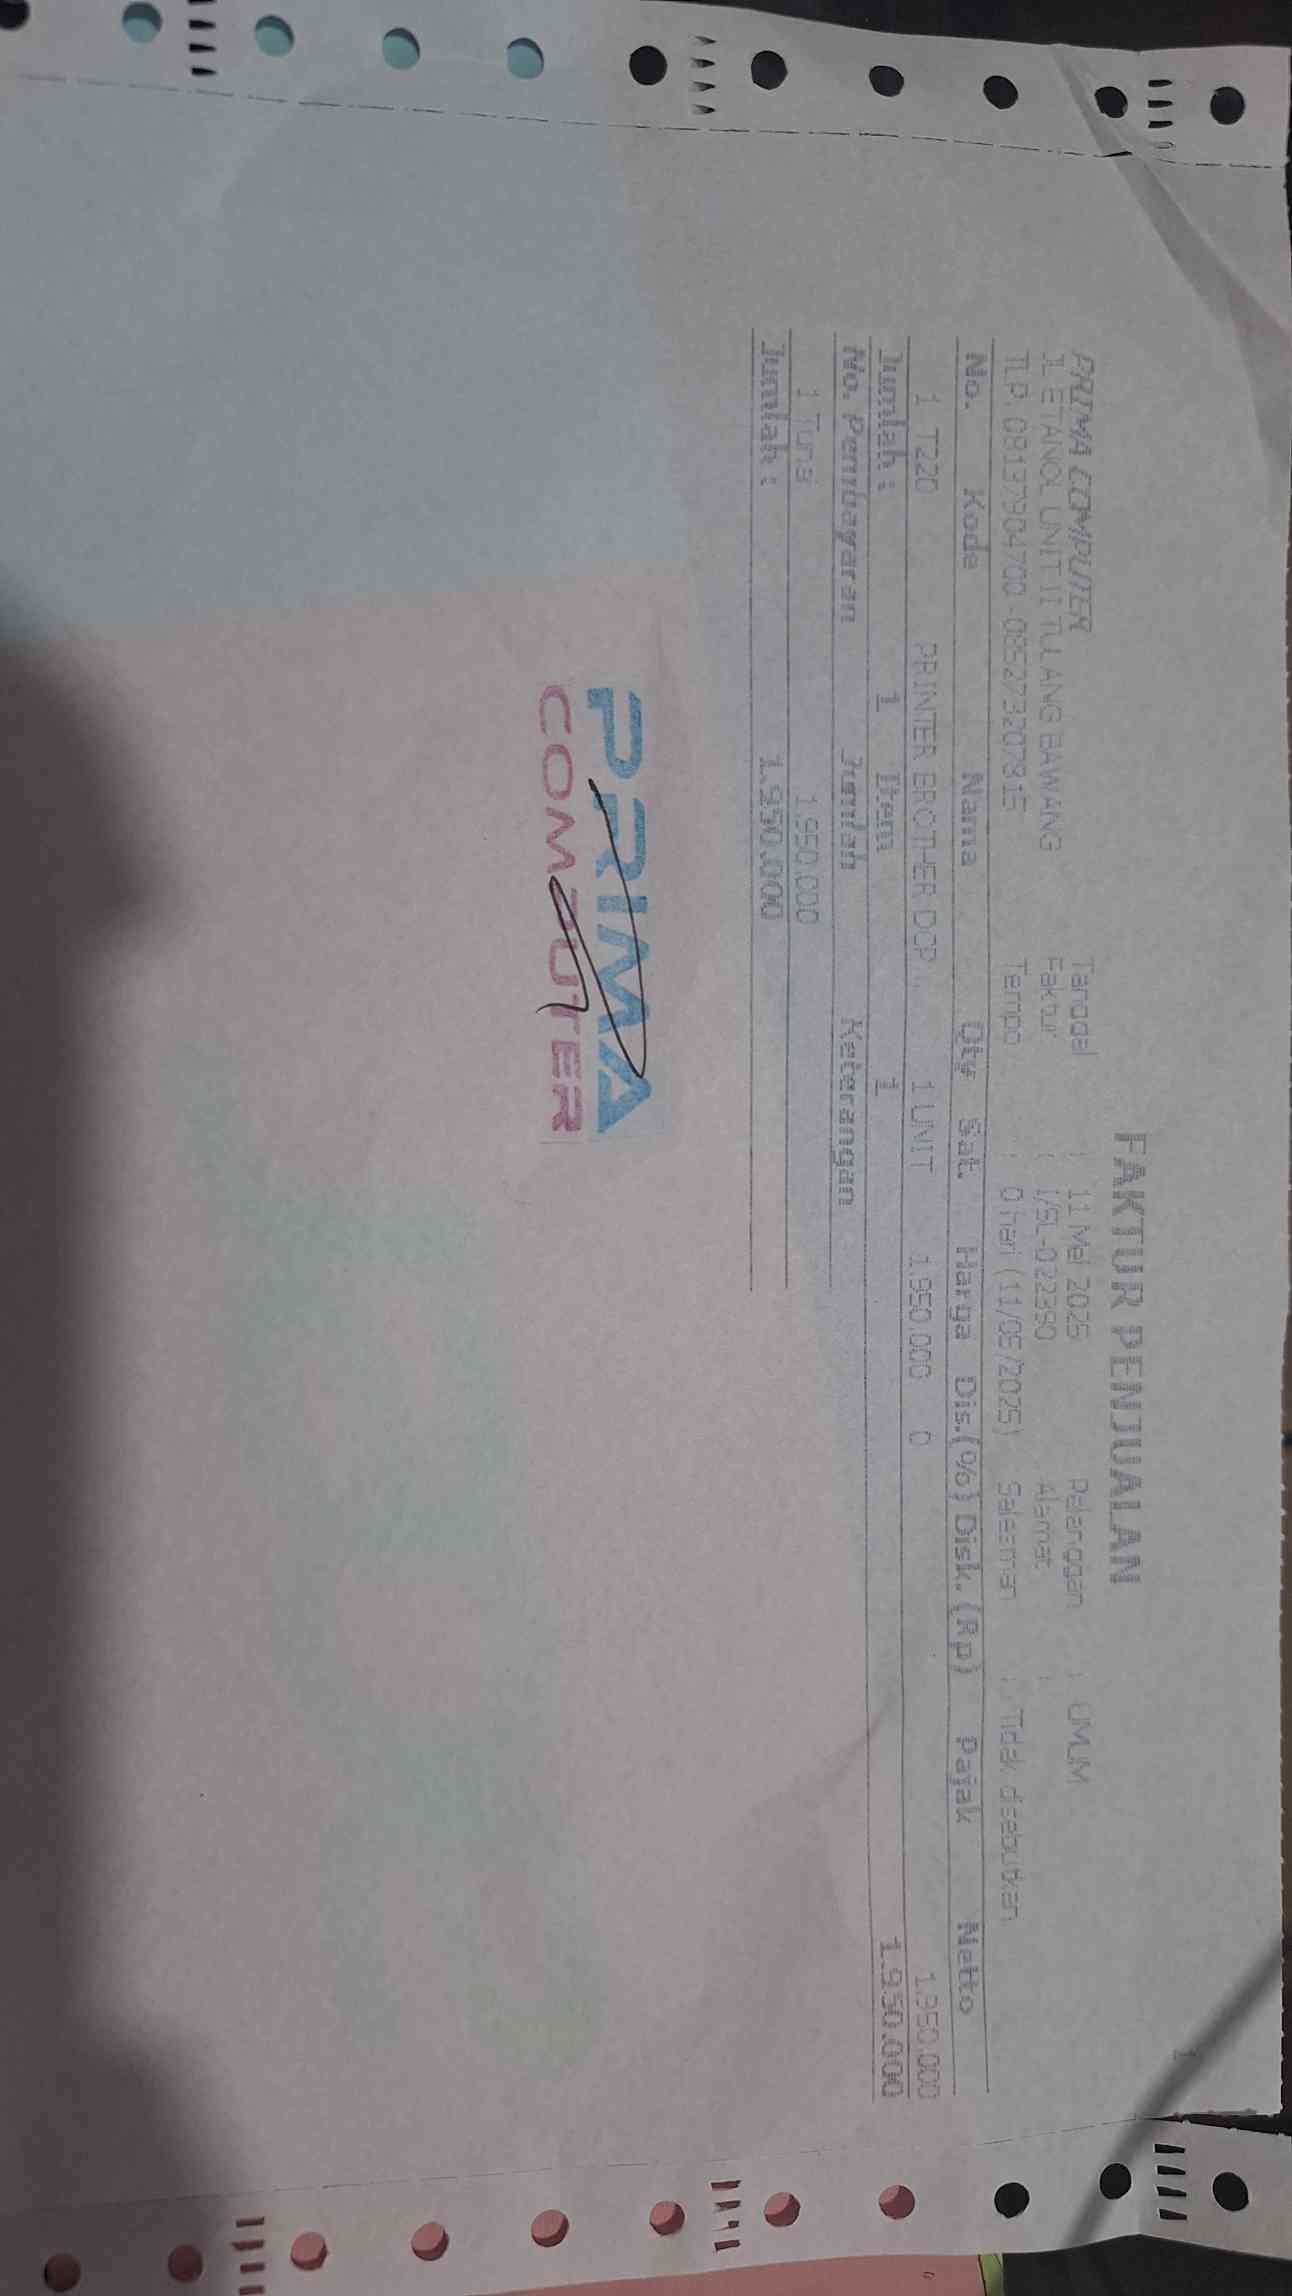 1
FAKTUR PENJUALAN
PRIMA COMPUTER
JL ETANOL UNIT II TULANG BAWANG
TLP. 08137904700 -085273207815
Tanggal : 11 Mei 2025
Faktur : 1/SL-022390
Tempo : 0 hari (11/05/2025)
Pelanggan : UMUM
Alamat :
Salesman : Tidak disebutkan
No. Kode Nama Qty Sat. Harga Dis.(%) Disk.(Rp) Pajak Netto
1 T220 PRINTER BROTHER DCP 1 UNIT 1.950.000 0 1.950.000
Jumlah : 1 Item 1 1.950.000
No. Pembayaran Jumlah Keterangan
1 Tunai 1.950.000
Jumlah : 1.950.000
PRIMA
COMPUTER